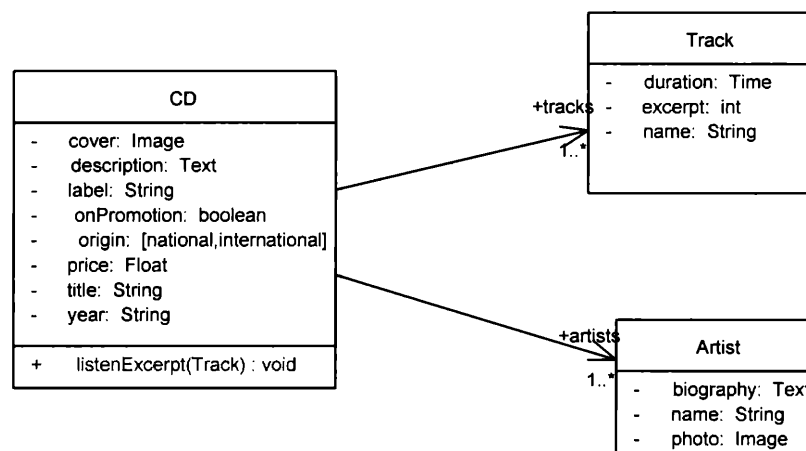 CD
- cover: Image
- description: Text
- label: String
- onPromotion: boolean
- origin: [national,international]
- price: Float
- title: String
- year: String
+ listenExcerpt(Track) : void
+tracks
1..*
Track
- duration: Time
- excerpt: int
- name: String
+artists
1..*
Artist
- biography: Text
- name: String
- photo: Image